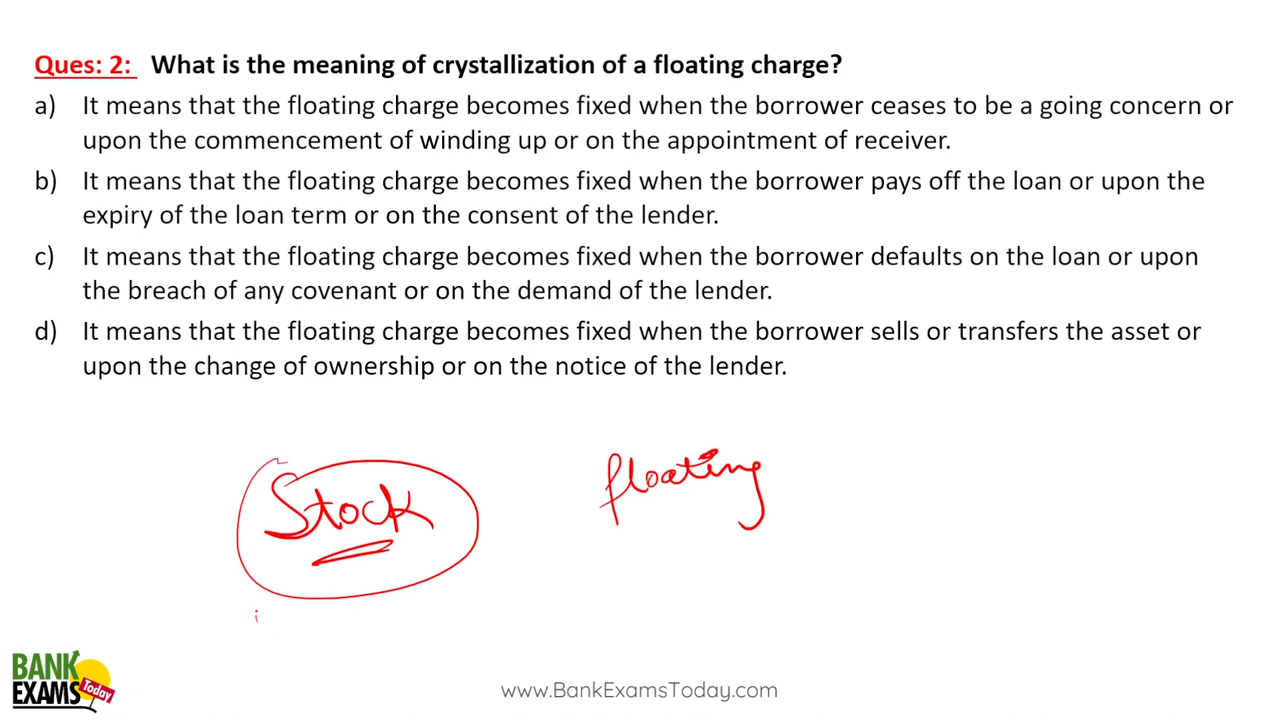 Ques: 2: What is the meaning of crystallization of a floating charge?
a) It means that the floating charge becomes fixed when the borrower ceases to be a going concern or
upon the commencement of winding up or on the appointment of receiver.
b) It means that the floating charge becomes fixed when the borrower pays off the loan or upon the
expiry of the loan term or on the consent of the lender.
c) It means that the floating charge becomes fixed when the borrower defaults on the loan or upon
the breach of any covenant or on the demand of the lender.
d) It means that the floating charge becomes fixed when the borrower sells or transfers the asset or
upon the change of ownership or on the notice of the lender.
Stock floating
BANK
EXAMS Today
www.BankExamsToday.com